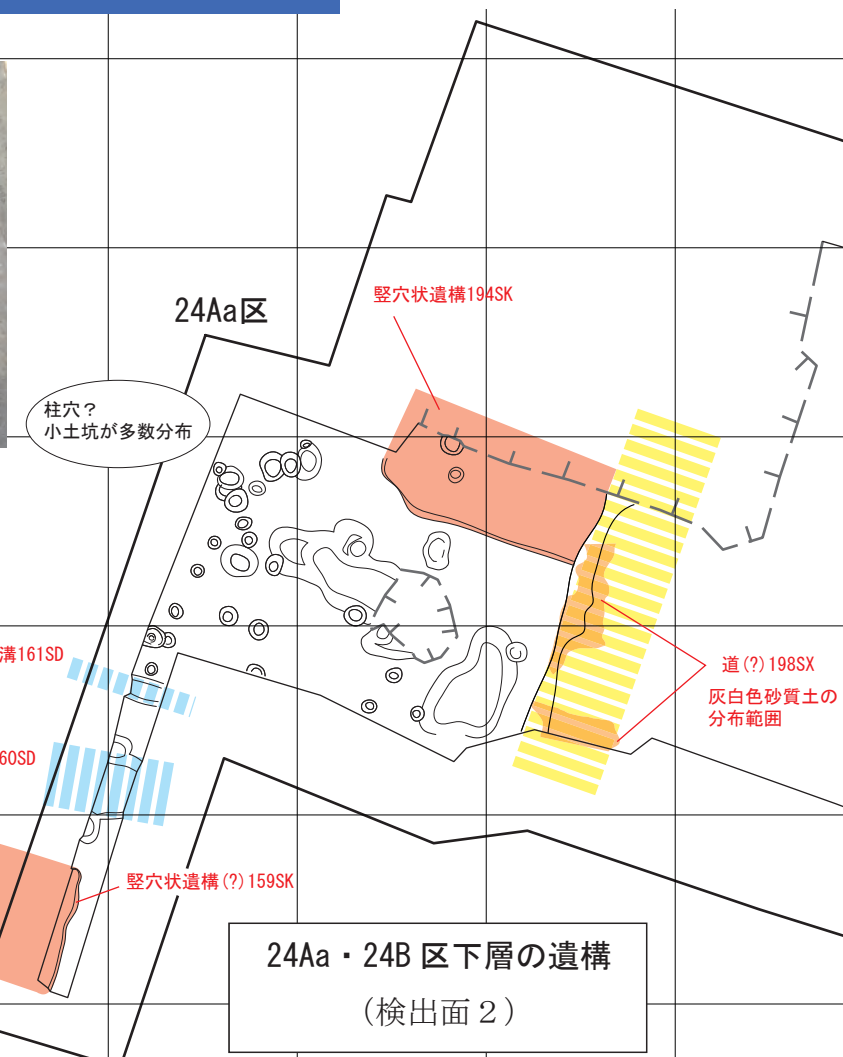 竪穴状遺構194SK
24Aa区
柱穴？
小土坑が多数分布
溝161SD
道(?)198SX
灰白色砂質土の
分布範囲
60SD
竪穴状遺構(?)159SK
24Aa・24B 区下層の遺構
（検出面２）